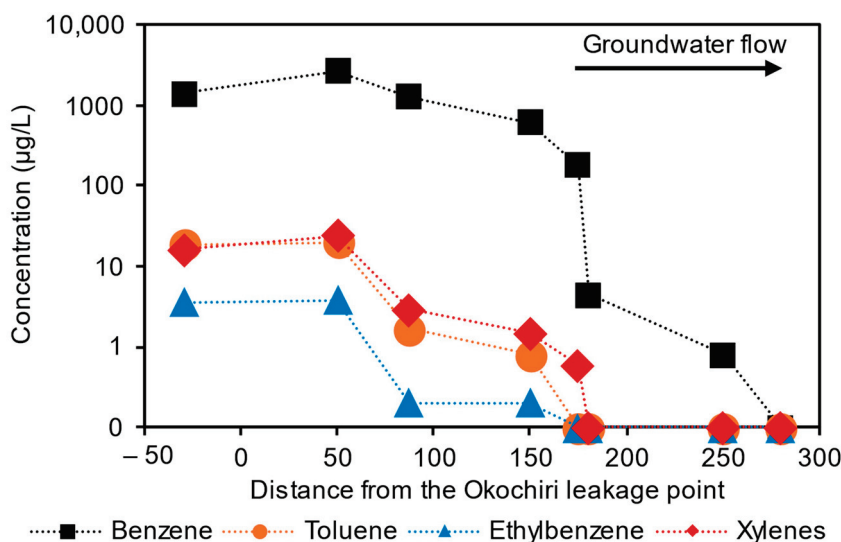 10,000
Groundwater flow
1000
100
10
1
0
– 50
0
50
100
150
200
250
300
Concentration (µg/L)
Distance from the Okochiri leakage point
Benzene
Toluene
Ethylbenzene
Xylenes